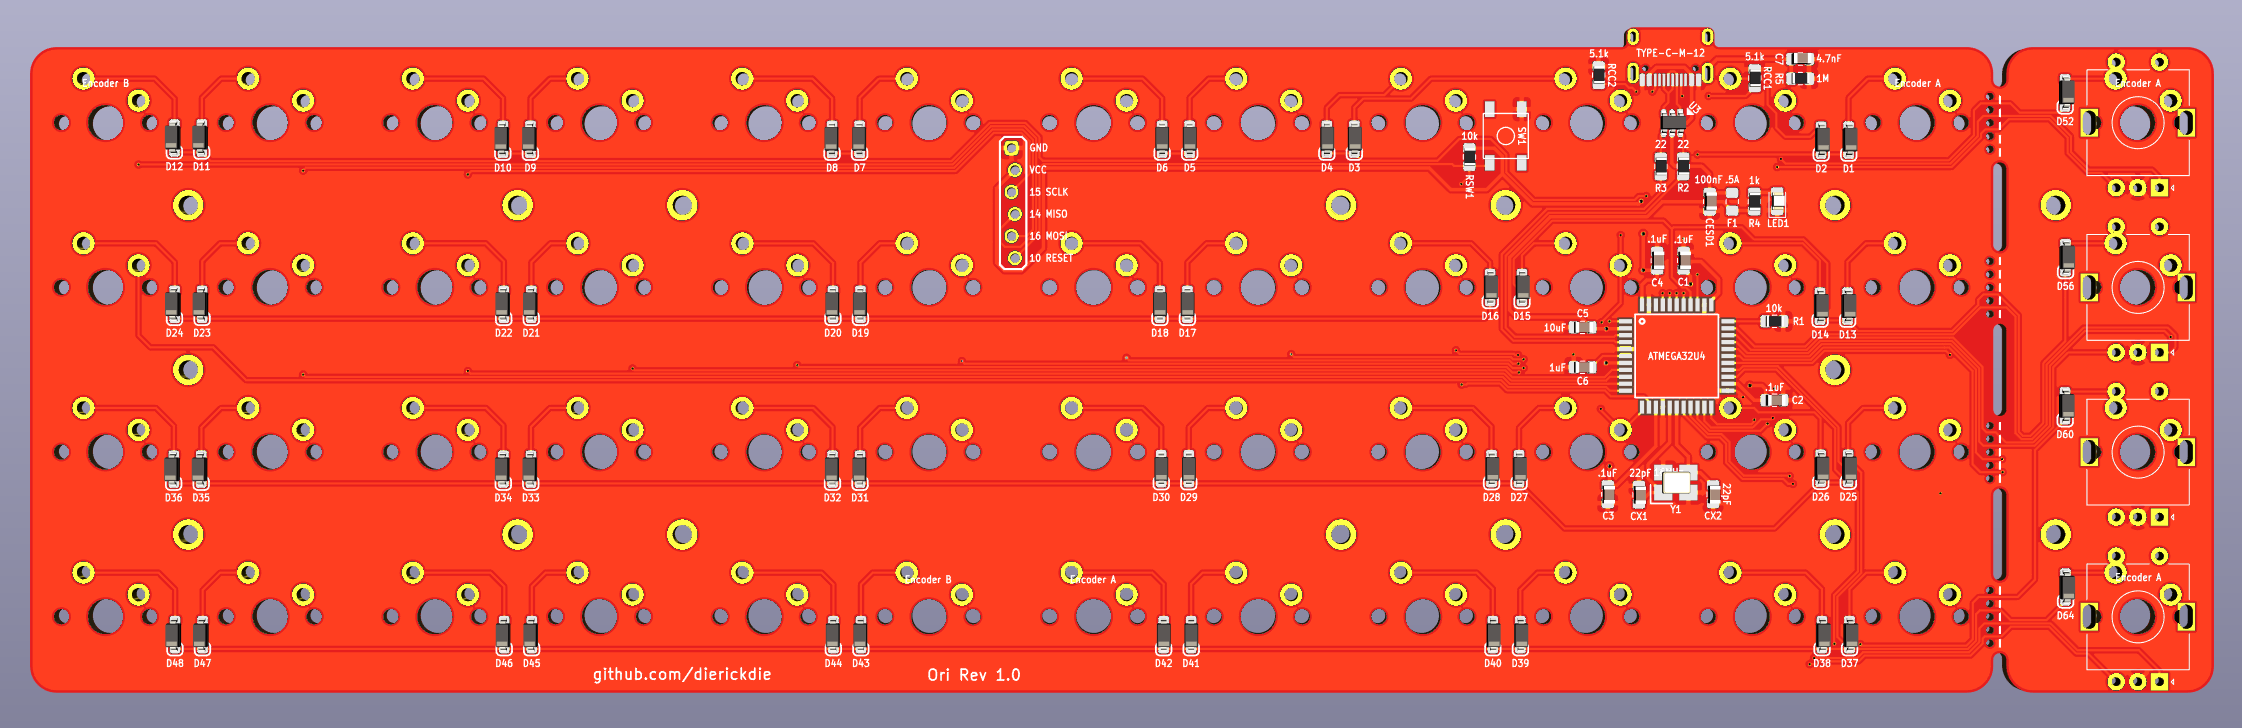 TYPE-C-M-12
5.1k
RCC2
5.1k
RCC1
C7
4.7nF
R5
1M
Encoder B
Encoder A
Encoder A
U3
D12
D11
D10
D9
D8
D7
D6
D5
D4
D3
10k
RSW1
SW1
22
22
R3
R2
D2
D1
D52
GND
VCC
15 SCLK
14 MISO
16 MOSI
10 RESET
100nF
.5A
1k
CESD1
F1
R4
LED1
.1uF
.1uF
C4
C1
D24
D23
D22
D21
D20
D19
D18
D17
D16
D15
C5
10uF
10k
R1
D14
D13
D56
ATMEGA32U4
1uF
C6
.1uF
C2
D60
D36
D35
D34
D33
D32
D31
D30
D29
D28
D27
.1uF
C3
22pF
CX1
Y1
22pF
CX2
D26
D25
Encoder B
Encoder A
Encoder A
D64
D48
D47
D46
D45
D44
D43
D42
D41
D40
D39
D38
D37
github.com/dierickdie
Ori Rev 1.0